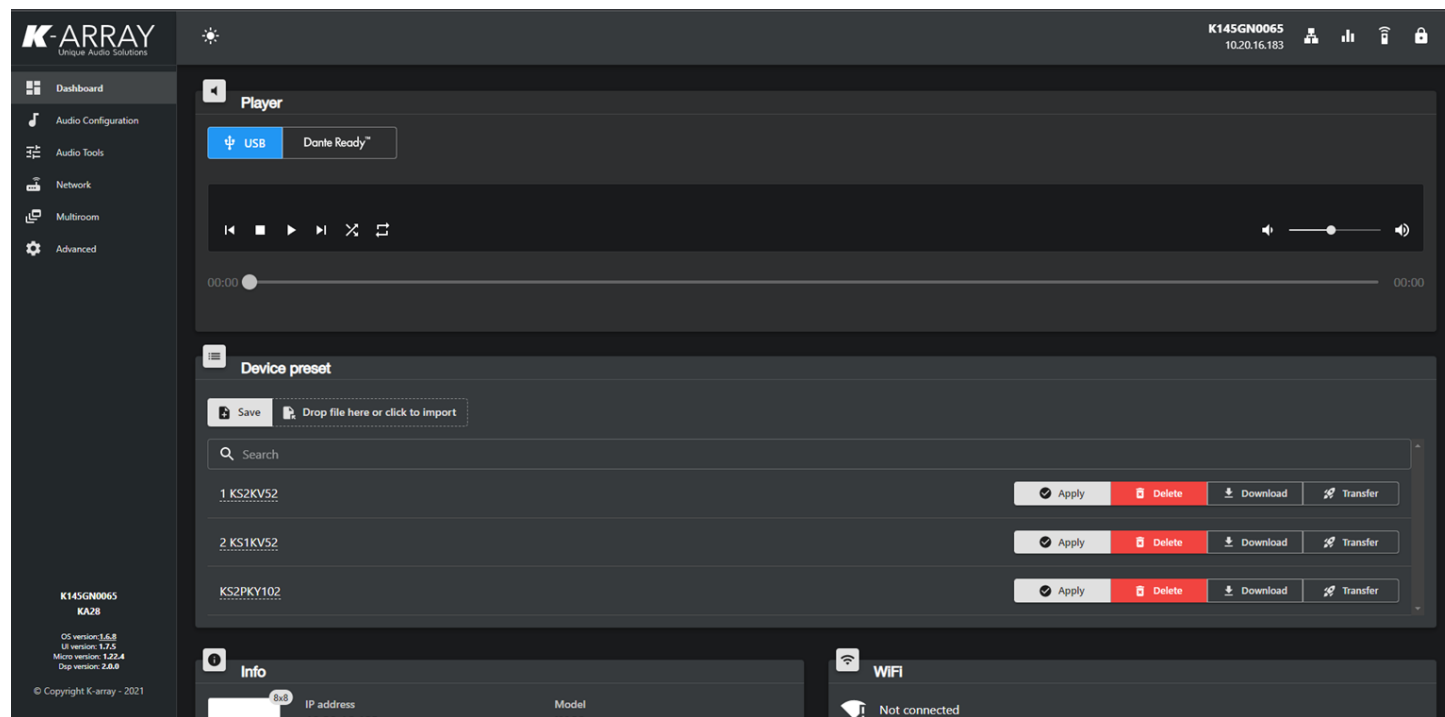 K-ARRAY
Unique Audio Solutions
K145GN0065
10.20.16.183
Dashboard
Audio Configuration
Audio Tools
Network
Multiroom
Advanced
K145GN0065
KA28
OS version:1.6.8
UI version: 1.7.5
Micro version: 1.22.4
Dsp version: 2.0.0
© Copyright K-array - 2021
Player
USB Dante Ready™
00:00 00:00
Device preset
Save Drop file here or click to import
Search
1 KS2KV52 Apply Delete Download Transfer
2 KS1KV52 Apply Delete Download Transfer
KS2PKY102 Apply Delete Download Transfer
Info
8x8 IP address Model
WiFi
Not connected